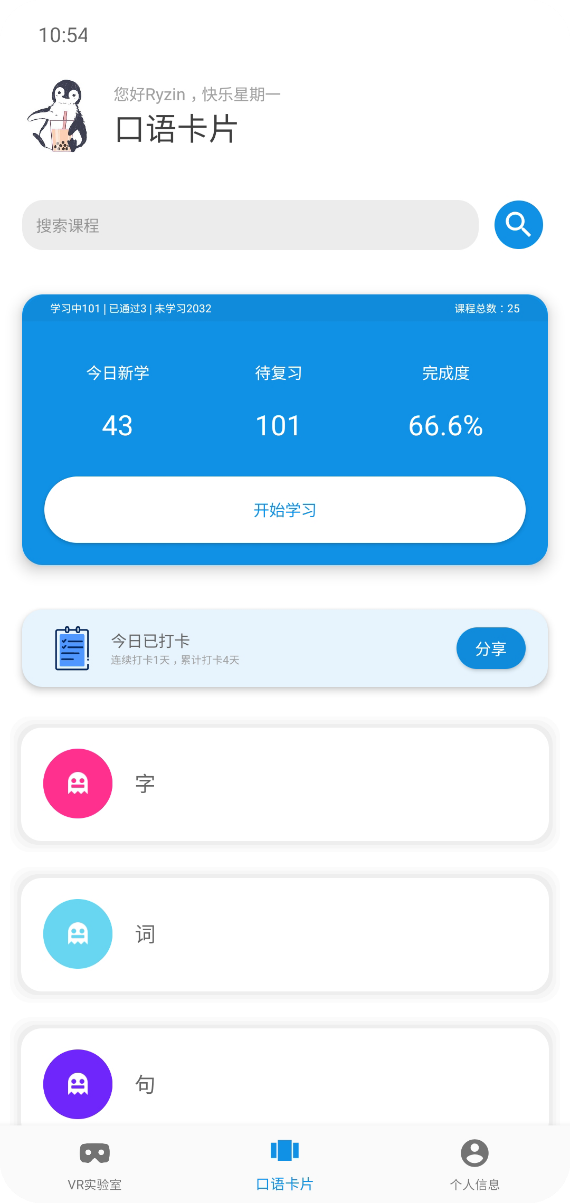 10:54
您好Ryzin，快乐星期一
口语卡片
搜索课程
学习中101 | 已通过3 | 未学习2032 课程总数：25
今日新学 待复习 完成度
43 101 66.6%
开始学习
今日已打卡
连续打卡1天，累计打卡4天
分享
字
词
句
VR实验室 口语卡片 个人信息